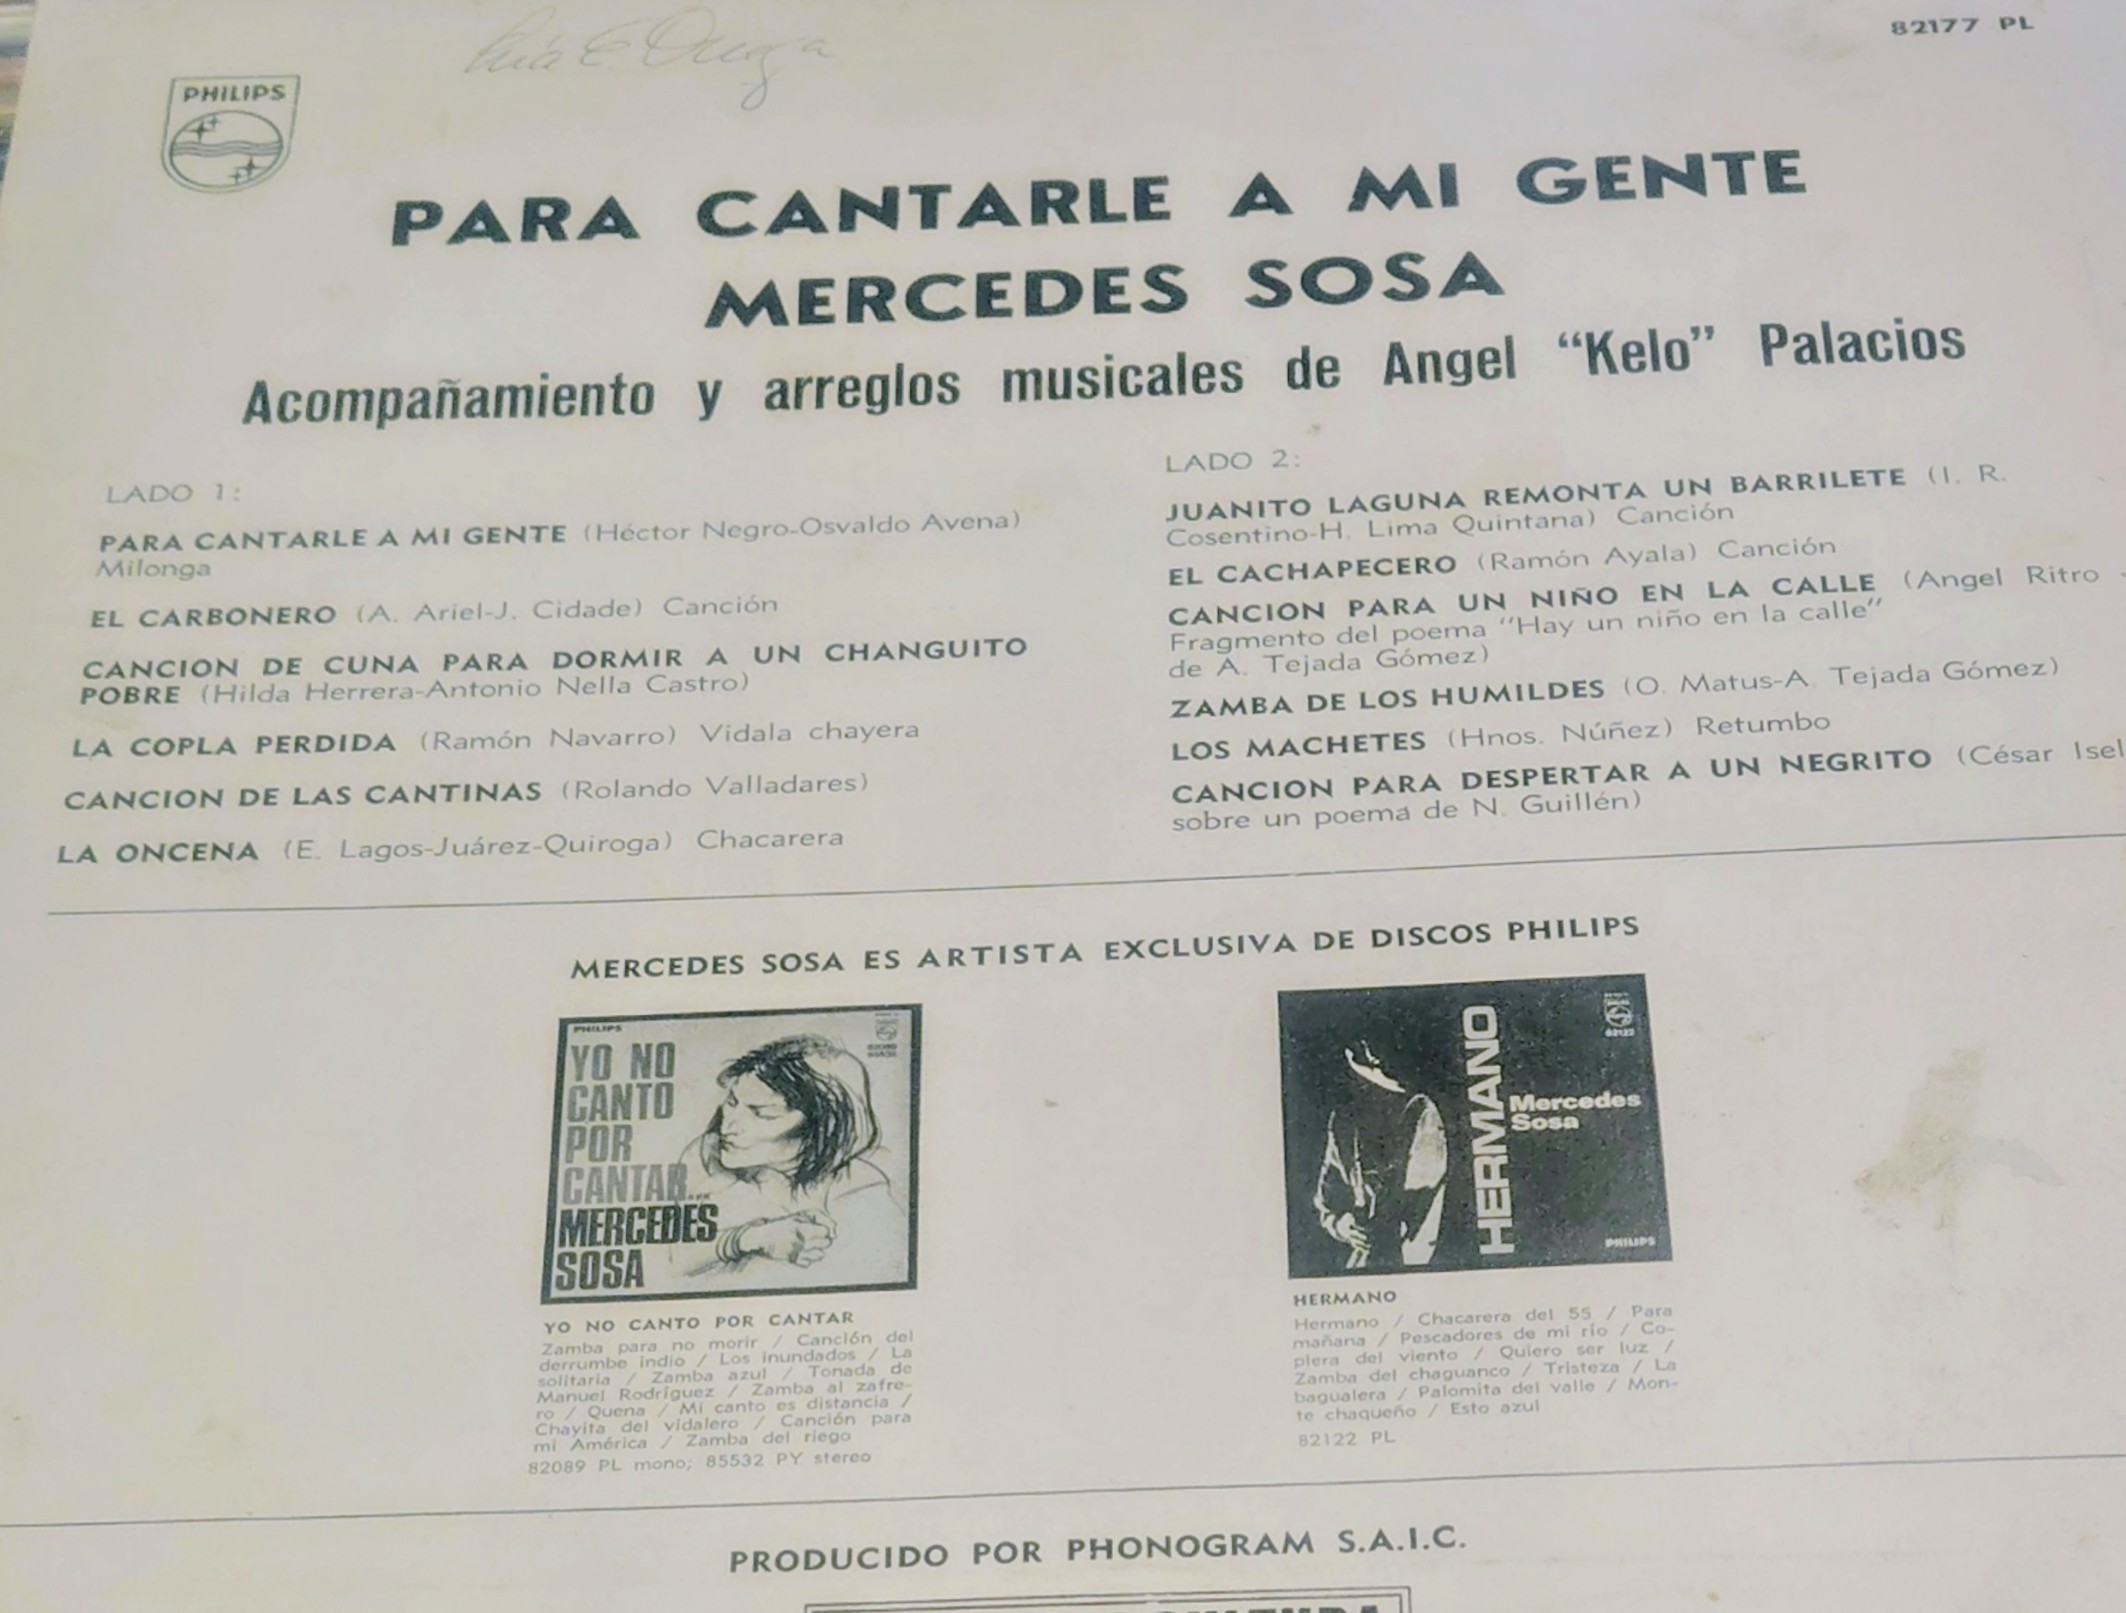 82177 PL
PHILIPS
PARA CANTARLE A MI GENTE
MERCEDES SOSA
Acompañamiento y arreglos musicales de Angel “Kelo” Palacios
LADO 1:
PARA CANTARLE A MI GENTE (Héctor Negro-Osvaldo Avena)
Milonga
EL CARBONERO (A. Ariel-J. Cidade) Canción
CANCION DE CUNA PARA DORMIR A UN CHANGUITO
POBRE (Hilda Herrera-Antonio Nella Castro)
LA COPLA PERDIDA (Ramón Navarro) Vidala chayera
CANCION DE LAS CANTINAS (Rolando Valladares)
LA ONCENA (E. Lagos-Juárez-Quiroga) Chacarera
LADO 2:
JUANITO LAGUNA REMONTA UN BARRILETE (I. R.
Cosentino-H. Lima Quintana) Canción
EL CACHAPECERO (Ramón Ayala) Canción
CANCION PARA UN NIÑO EN LA CALLE (Angel Ritro -
Fragmento del poema "Hay un niño en la calle"
de A. Tejada Gómez)
ZAMBA DE LOS HUMILDES (O. Matus-A. Tejada Gómez)
LOS MACHETES (Hnos. Núñez) Retumbo
CANCION PARA DESPERTAR A UN NEGRITO (César Isel
sobre un poema de N. Guillén)
MERCEDES SOSA ES ARTISTA EXCLUSIVA DE DISCOS PHILIPS
PHILIPS
YO NO
CANTO
POR
CANTAR...
MERCEDES
SOSA
YO NO CANTO POR CANTAR
Zamba para no morir / Canción del
derrumbe indio / Los inundados / La
solitaria / Zamba azul / Tonada de
Manuel Rodríguez / Zamba al zafre-
ro / Quena / Mi canto es distancia /
Chayita del vidalero / Canción para
mi América / Zamba del riego
82089 PL mono; 85532 PY stereo
82122
HERMANO
Mercedes
Sosa
PHILIPS
HERMANO
Hermano / Chacarera del 55 / Para
mañana / Pescadores de mi río / Co-
plera del viento / Quiero ser luz /
Zamba del chaguanco / Tristeza / La
bagualera / Palomita del valle / Mon-
te chaqueño / Esto azul
82122 PL
PRODUCIDO POR PHONOGRAM S.A.I.C.